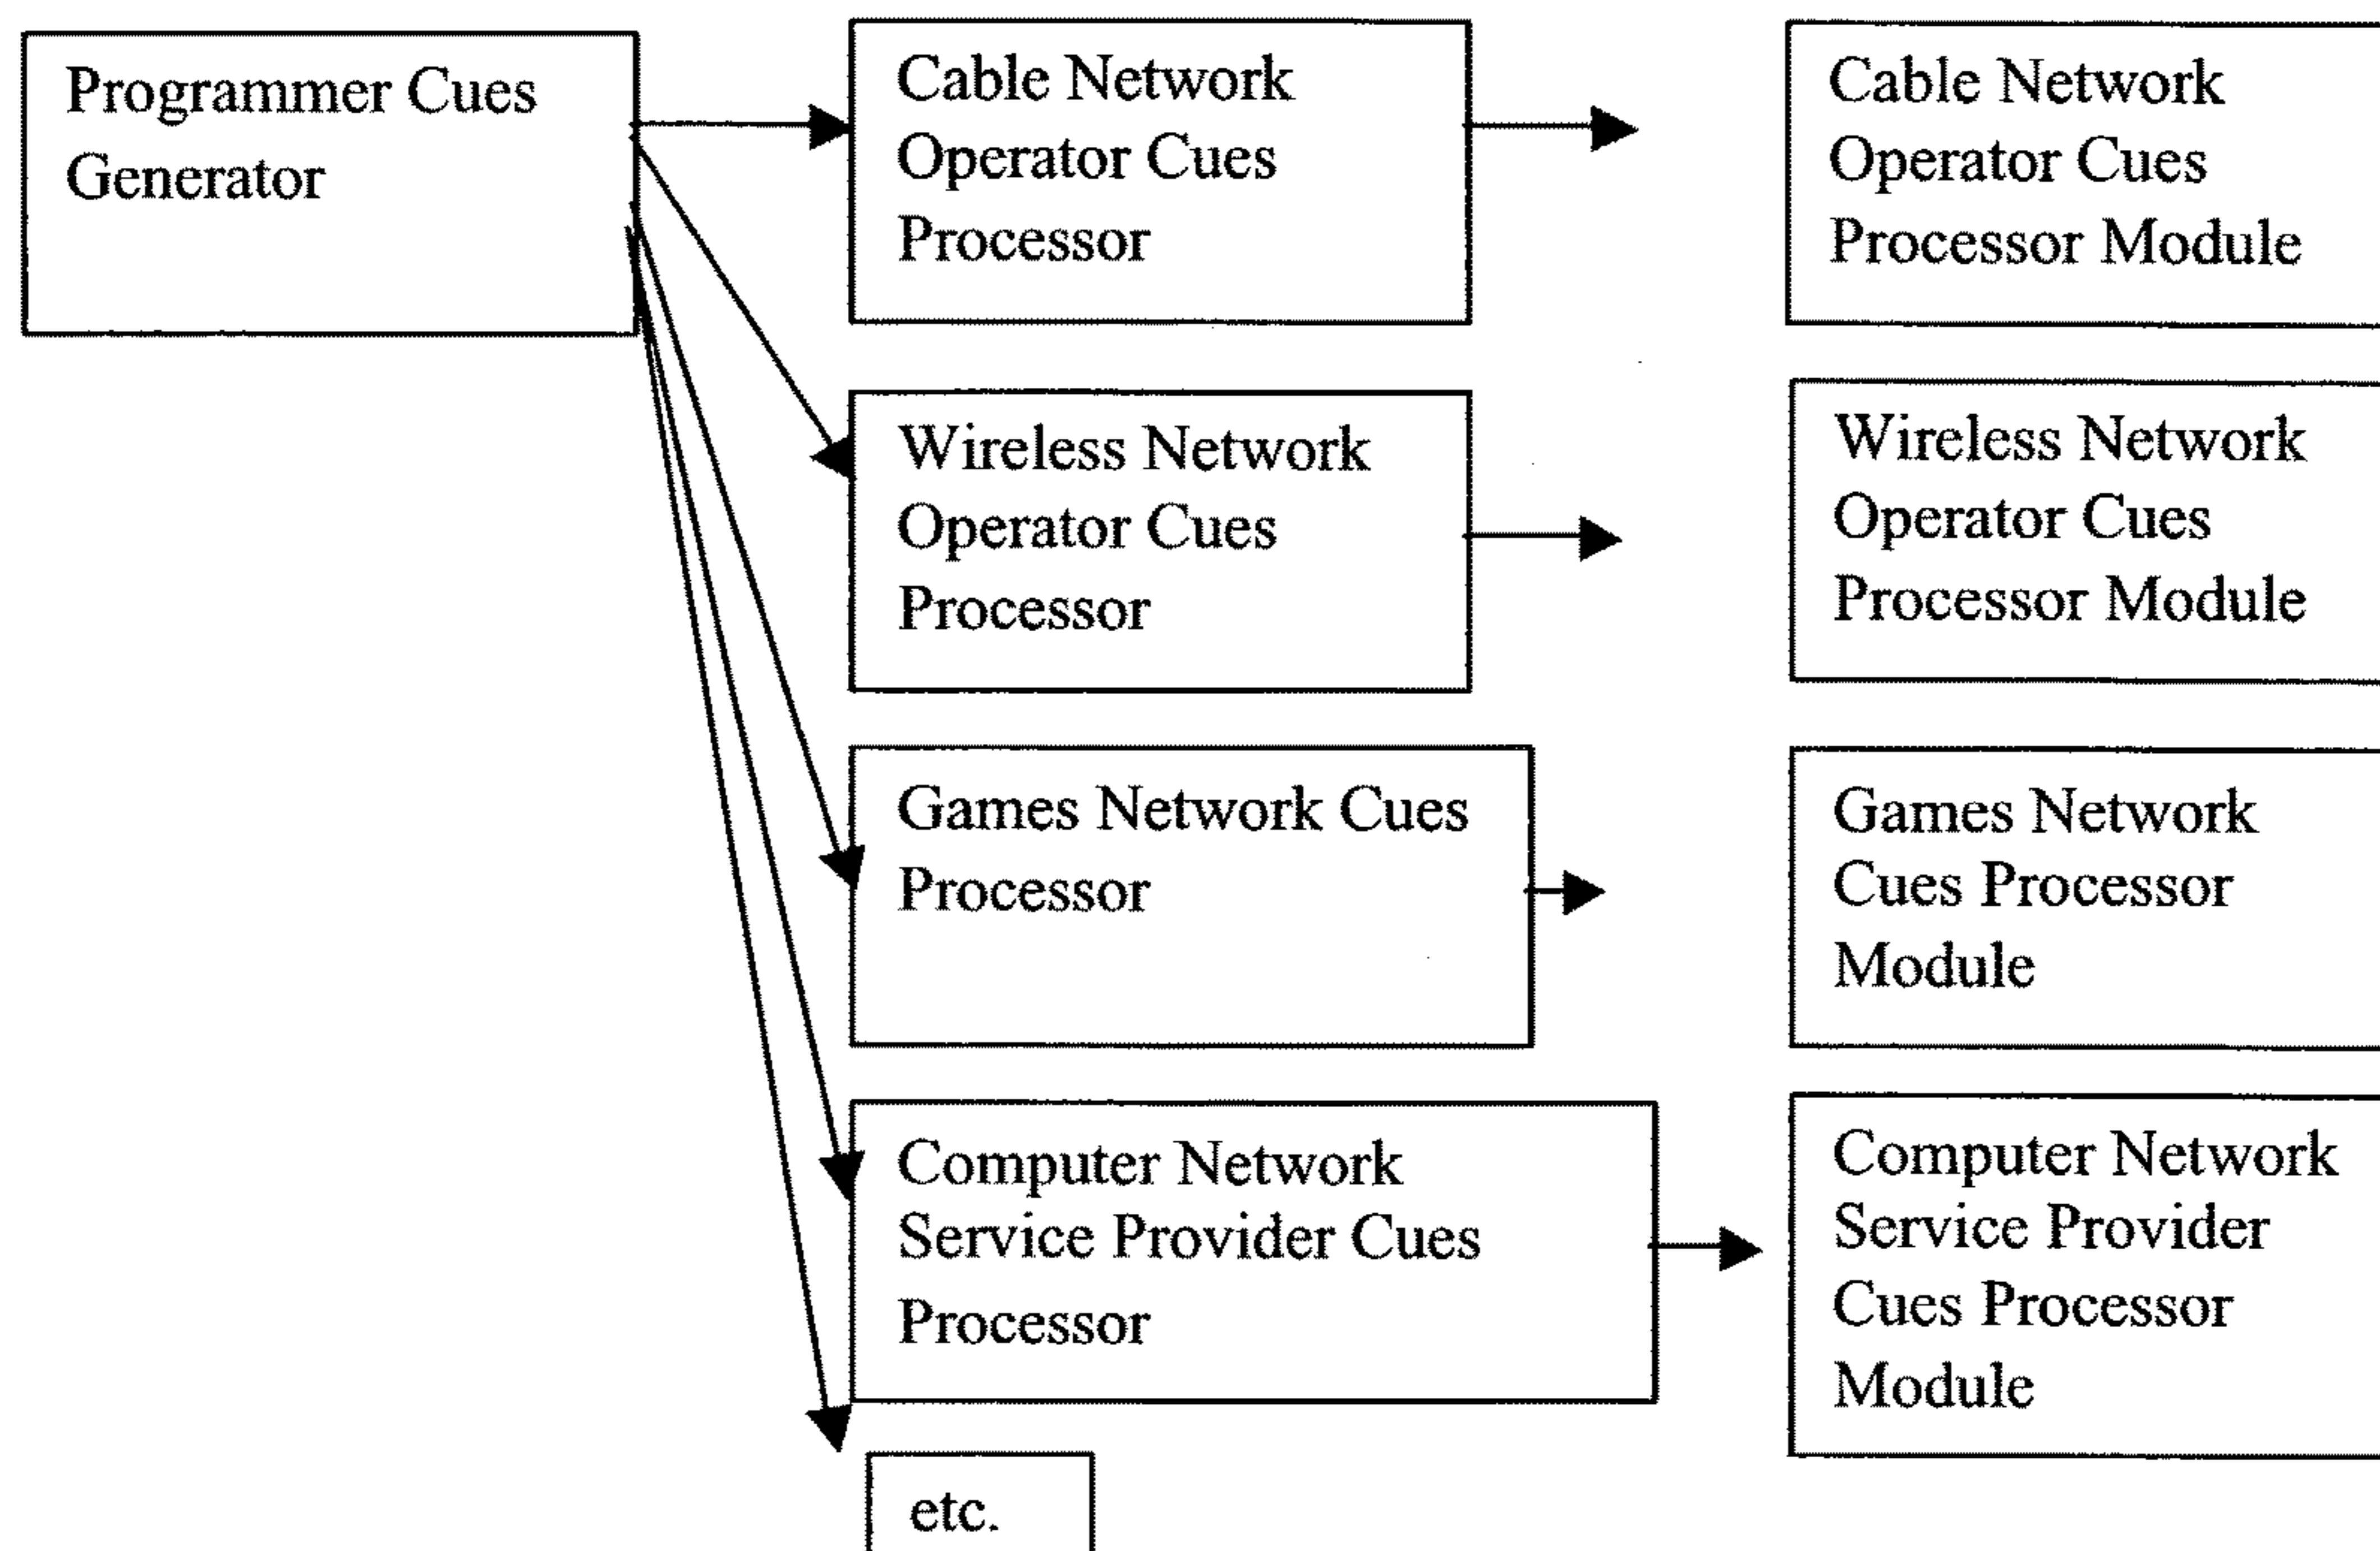 Programmer Cues
Generator
Cable Network
Operator Cues
Processor
Cable Network
Operator Cues
Processor Module
Wireless Network
Operator Cues
Processor
Wireless Network
Operator Cues
Processor Module
Games Network Cues
Processor
Games Network
Cues Processor
Module
Computer Network
Service Provider Cues
Processor
Computer Network
Service Provider
Cues Processor
Module
etc.